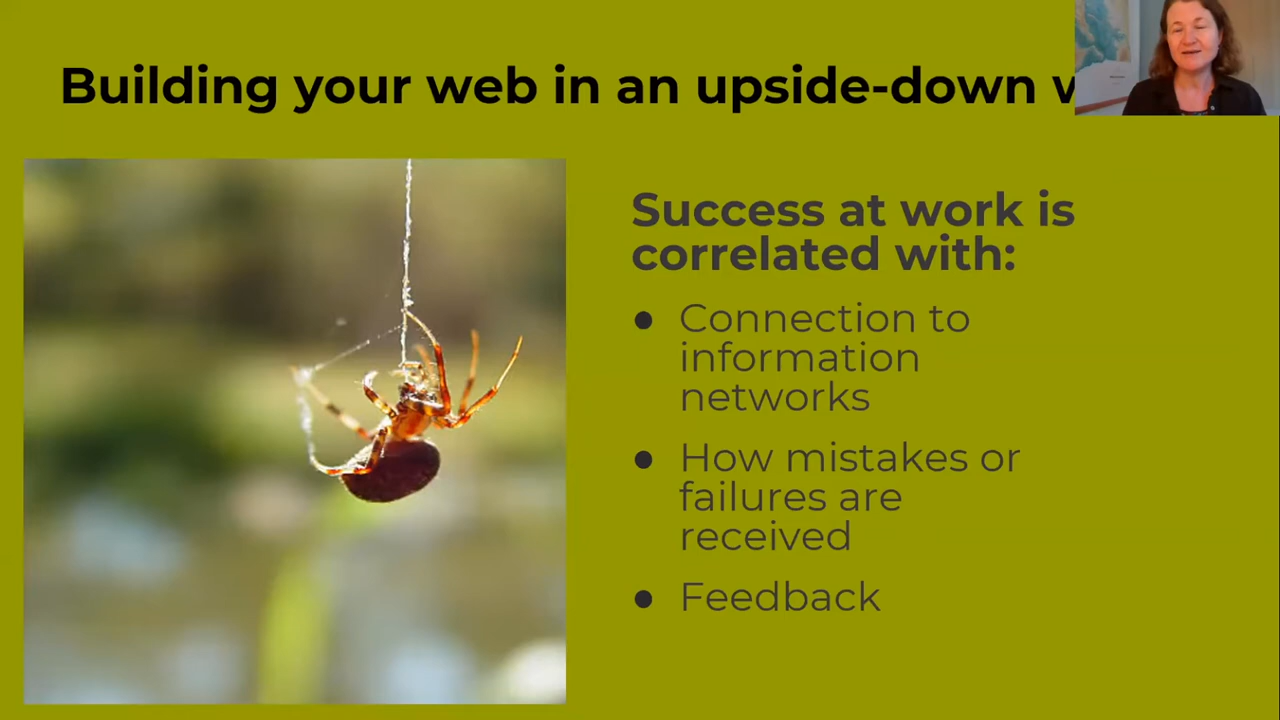 Building your web in an upside-down
Success at work is
correlated with:
● Connection to
information
networks
● How mistakes or
failures are
received
● Feedback